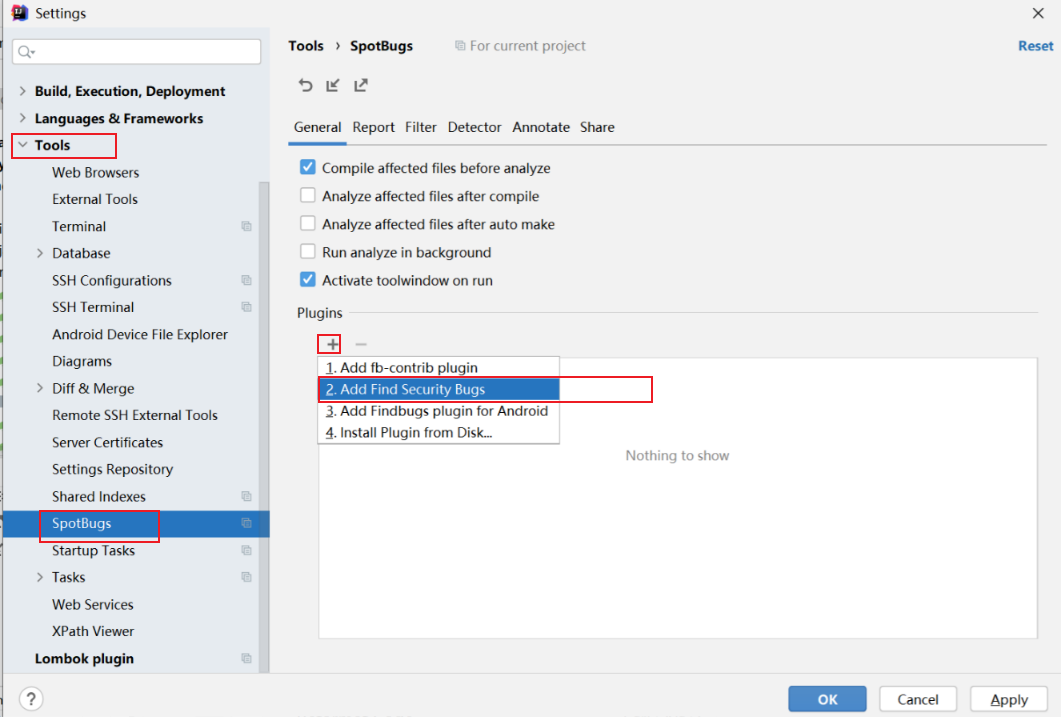 Settings
Tools › SpotBugs For current project Reset
Build, Execution, Deployment
Languages & Frameworks
Tools
Web Browsers
External Tools
Terminal
Database
SSH Configurations
SSH Terminal
Android Device File Explorer
Diagrams
Diff & Merge
Remote SSH External Tools
Server Certificates
Settings Repository
Shared Indexes
SpotBugs
Startup Tasks
Tasks
Web Services
XPath Viewer
Lombok plugin
General Report Filter Detector Annotate Share
Compile affected files before analyze
Analyze affected files after compile
Analyze affected files after auto make
Run analyze in background
Activate toolwindow on run
Plugins
1. Add fb-contrib plugin
2. Add Find Security Bugs
3. Add Findbugs plugin for Android
4. Install Plugin from Disk...
Nothing to show
?
OK Cancel Apply